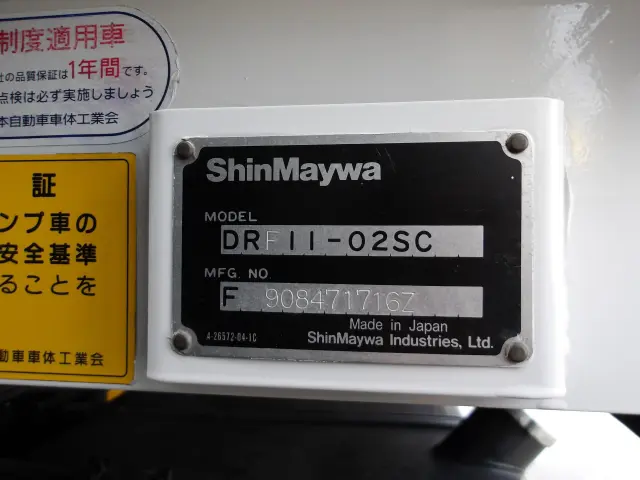 制度適用車
社の品質保証は1年間です。
点検は必ず実施しましょう
本自動車車体工業会
証
ンプ車の
安全基準
ることを
動車車体工業会
ShinMaywa
MODEL
DRF11-02SC
MFG. NO
F 908471716Z
Made in Japan
A-26572-04-1C
ShinMaywa Industries, Ltd.